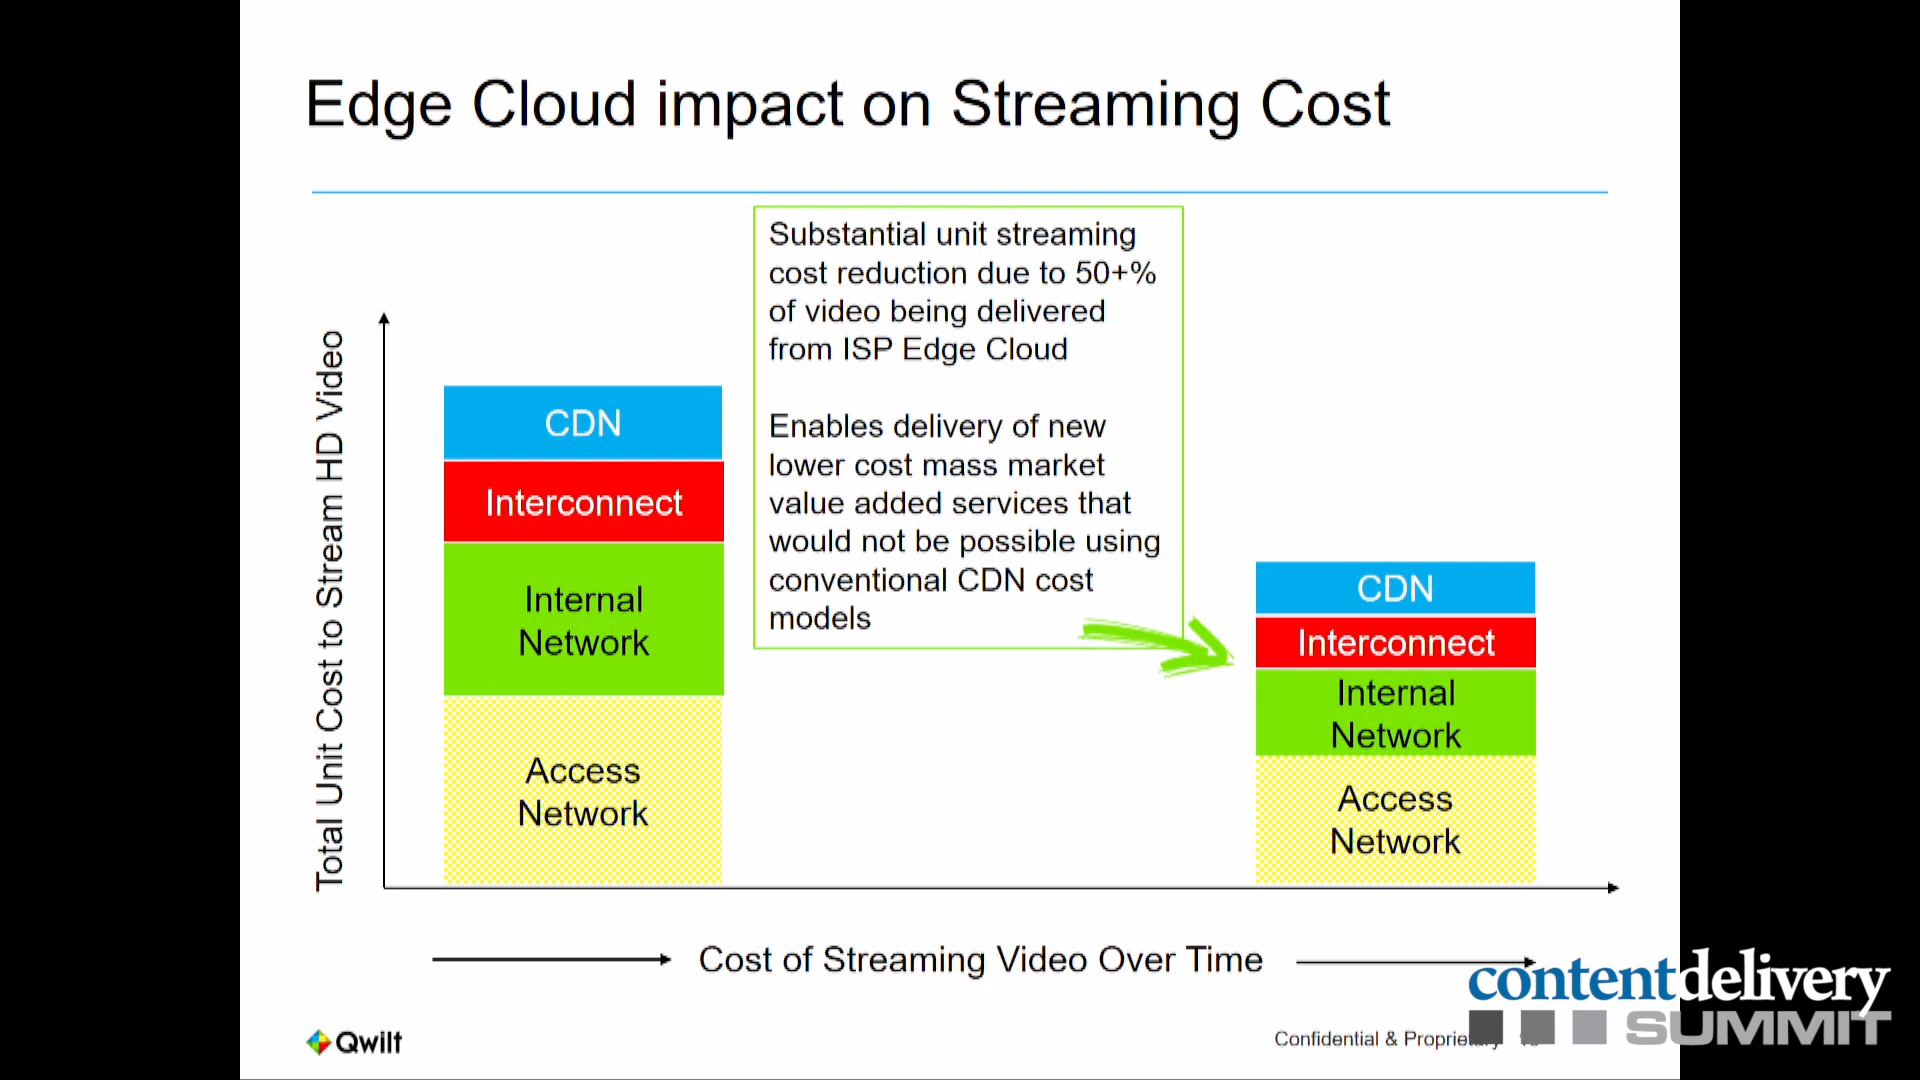 Edge Cloud impact on Streaming Cost
Substantial unit streaming
cost reduction due to 50+%
of video being delivered
from ISP Edge Cloud
Enables delivery of new
lower cost mass market
value added services that
would not be possible using
conventional CDN cost
models
Total Unit Cost to Stream HD Video
CDN
Interconnect
Internal
Network
Access
Network
CDN
Interconnect
Internal
Network
Access
Network
Cost of Streaming Video Over Time
Qwilt
Confidential &
contentdelivery
SUMMIT